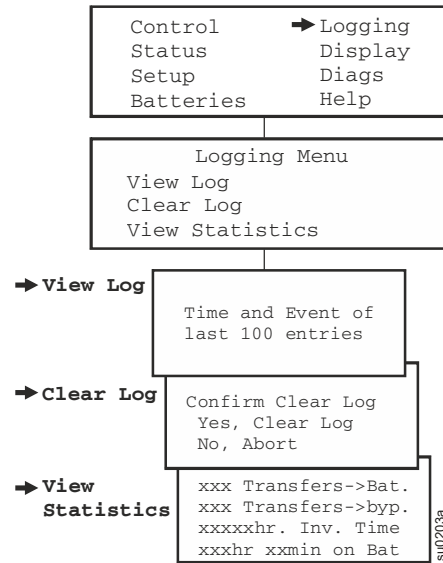 Control ➔ Logging
Status Display
Setup Diags
Batteries Help
Logging Menu
View Log
Clear Log
View Statistics
➔ View Log
Time and Event of
last 100 entries
➔ Clear Log
Confirm Clear Log
Yes, Clear Log
No, Abort
➔ View
Statistics
xxx Transfers->Bat.
xxx Transfers->byp.
xxxxxhr. Inv. Time
xxxhr xxmin on Bat
su0203a